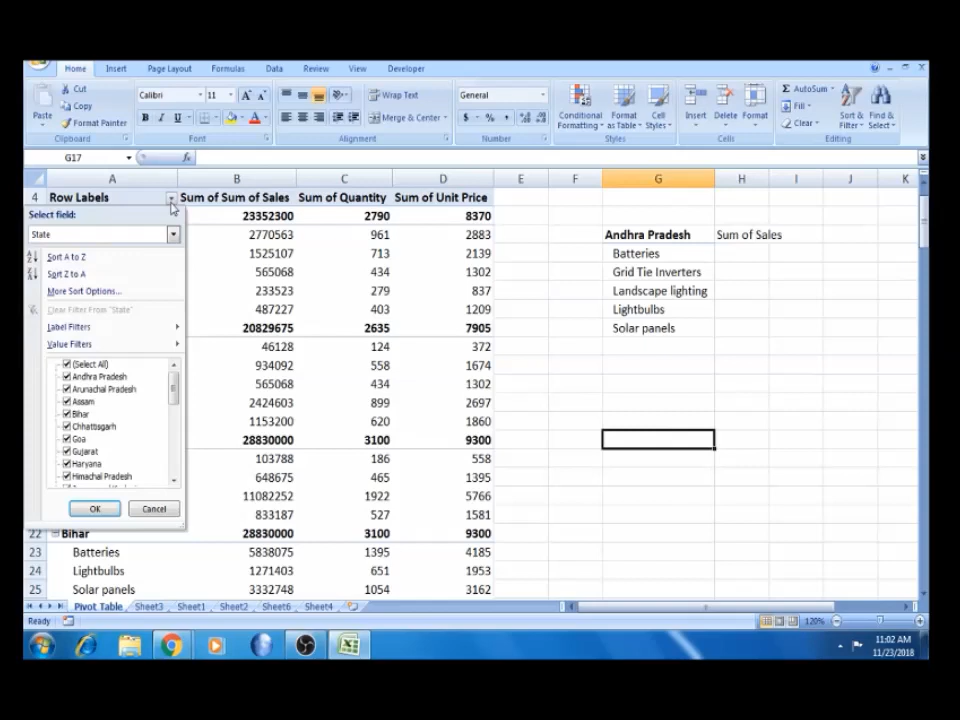 Home Insert Page Layout Formulas Data Review View Developer
Cut
Copy
Format Painter
Paste
Calibri 11
Wrap Text
Merge & Center
General
Conditional Formatting
Format as Table
Cell Styles
Insert Delete Format
AutoSum
Fill
Clear
Sort & Filter
Find & Select
Clipboard Font Alignment Number Styles Cells Editing
G17 fx
A B C D E F G H I J K
4 Row Labels Sum of Sum of Sales Sum of Quantity Sum of Unit Price
Select field:
State
Sort A to Z
Sort Z to A
More Sort Options...
Clear Filter From "State"
Label Filters
Value Filters
(Select All)
Andhra Pradesh
Arunachal Pradesh
Assam
Bihar
Chhattisgarh
Goa
Gujarat
Haryana
Himachal Pradesh
OK Cancel
23352300 2790 8370
2770563 961 2883
1525107 713 2139
565068 434 1302
233523 279 837
487227 403 1209
20829675 2635 7905
46128 124 372
934092 558 1674
565068 434 1302
2424603 899 2697
1153200 620 1860
28830000 3100 9300
103788 186 558
648675 465 1395
11082252 1922 5766
833187 527 1581
22 Bihar 28830000 3100 9300
23 Batteries 5838075 1395 4185
24 Lightbulbs 1271403 651 1953
25 Solar panels 3332748 1054 3162
Andhra Pradesh Sum of Sales
Batteries
Grid Tie Inverters
Landscape lighting
Lightbulbs
Solar panels
Pivot Table Sheet3 Sheet1 Sheet2 Sheet6 Sheet4
Ready 120%
11:02 AM
11/23/2018